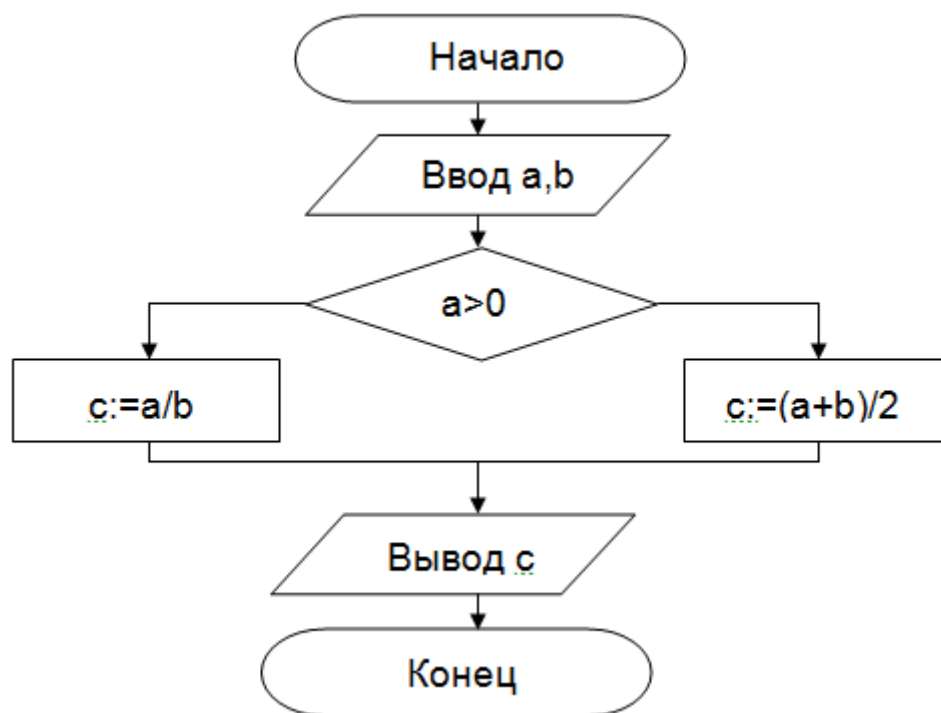 Начало
Ввод a,b
a>0
c:=a/b
c:=(a+b)/2
Вывод c
Конец